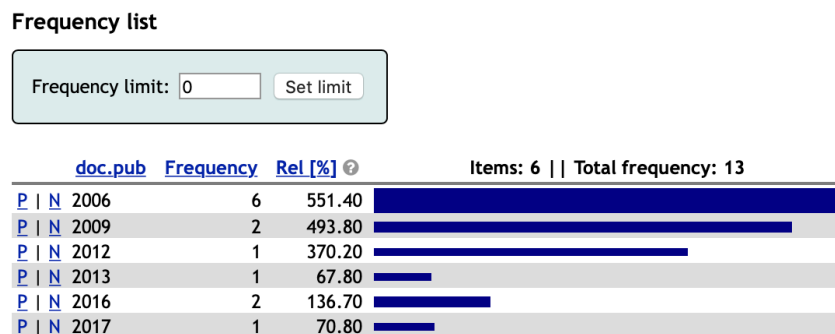 Frequency list
Frequency limit: 0 Set limit
doc.pub Frequency Rel [%] ? Items: 6 || Total frequency: 13
P | N 2006 6 551.40
P | N 2009 2 493.80
P | N 2012 1 370.20
P | N 2013 1 67.80
P | N 2016 2 136.70
P | N 2017 1 70.80